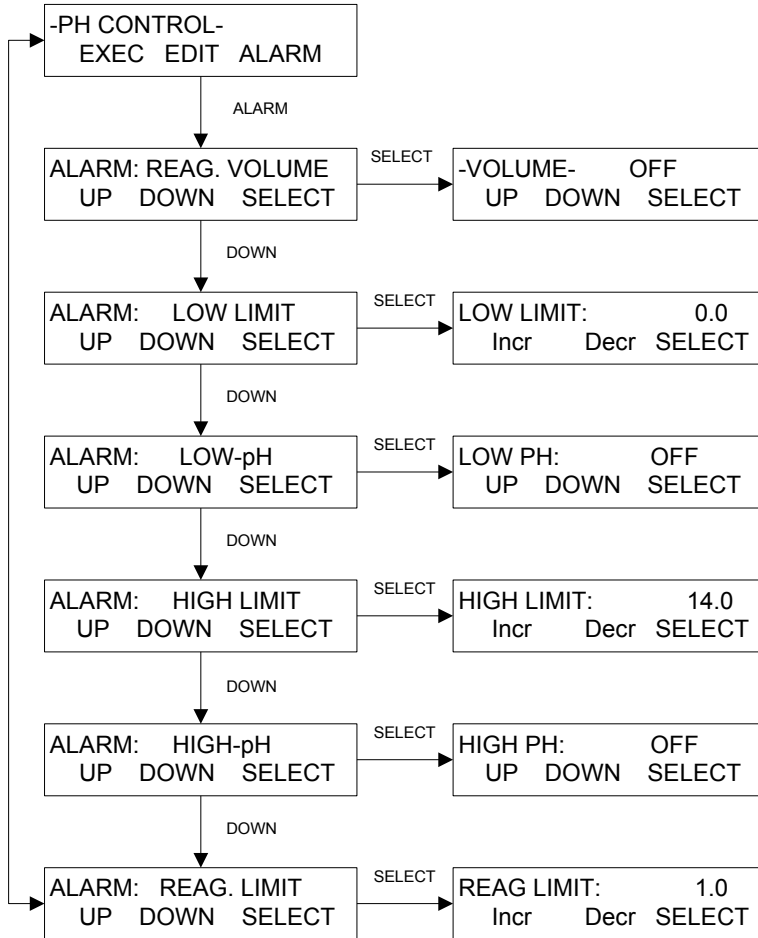 -PH CONTROL-
EXEC EDIT ALARM
ALARM
ALARM: REAG. VOLUME
UP DOWN SELECT
SELECT
-VOLUME- OFF
UP DOWN SELECT
DOWN
ALARM: LOW LIMIT
UP DOWN SELECT
SELECT
LOW LIMIT: 0.0
Incr Decr SELECT
DOWN
ALARM: LOW-pH
UP DOWN SELECT
SELECT
LOW PH: OFF
UP DOWN SELECT
DOWN
ALARM: HIGH LIMIT
UP DOWN SELECT
SELECT
HIGH LIMIT: 14.0
Incr Decr SELECT
DOWN
ALARM: HIGH-pH
UP DOWN SELECT
SELECT
HIGH PH: OFF
UP DOWN SELECT
DOWN
ALARM: REAG. LIMIT
UP DOWN SELECT
SELECT
REAG LIMIT: 1.0
Incr Decr SELECT